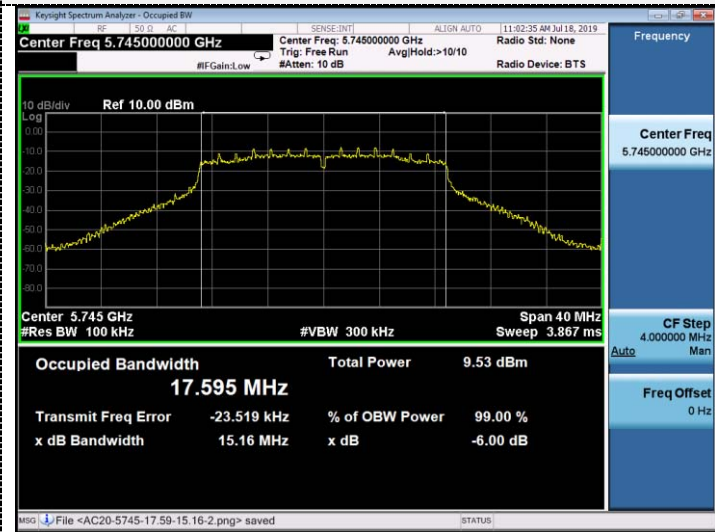 Keysight Spectrum Analyzer - Occupied BW
RF 50 Ω AC SENSE:INT ALIGN AUTO 11:02:35 AM Jul 18, 2019
Center Freq 5.745000000 GHz
Center Freq: 5.745000000 GHz
Radio Std: None
Trig: Free Run Avg|Hold:>10/10
#IFGain:Low
#Atten: 10 dB
Radio Device: BTS
10 dB/div Ref 10.00 dBm
Log
0.00
-10.0
-20.0
-30.0
-40.0
-50.0
-60.0
-70.0
-80.0
Center 5.745 GHz Span 40 MHz
#Res BW 100 kHz #VBW 300 kHz Sweep 3.867 ms
Occupied Bandwidth Total Power 9.53 dBm
17.595 MHz
Transmit Freq Error -23.519 kHz % of OBW Power 99.00 %
x dB Bandwidth 15.16 MHz x dB -6.00 dB
MSG File <AC20-5745-17.59-15.16-2.png> saved STATUS
Frequency
Center Freq
5.745000000 GHz
CF Step
4.000000 MHz
Auto Man
Freq Offset
0 Hz